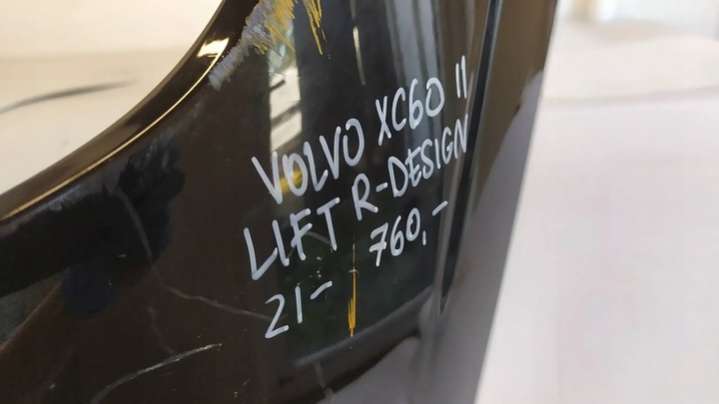 VOLVO XC60 II
LIFT R-DESIGN
21- 760,-